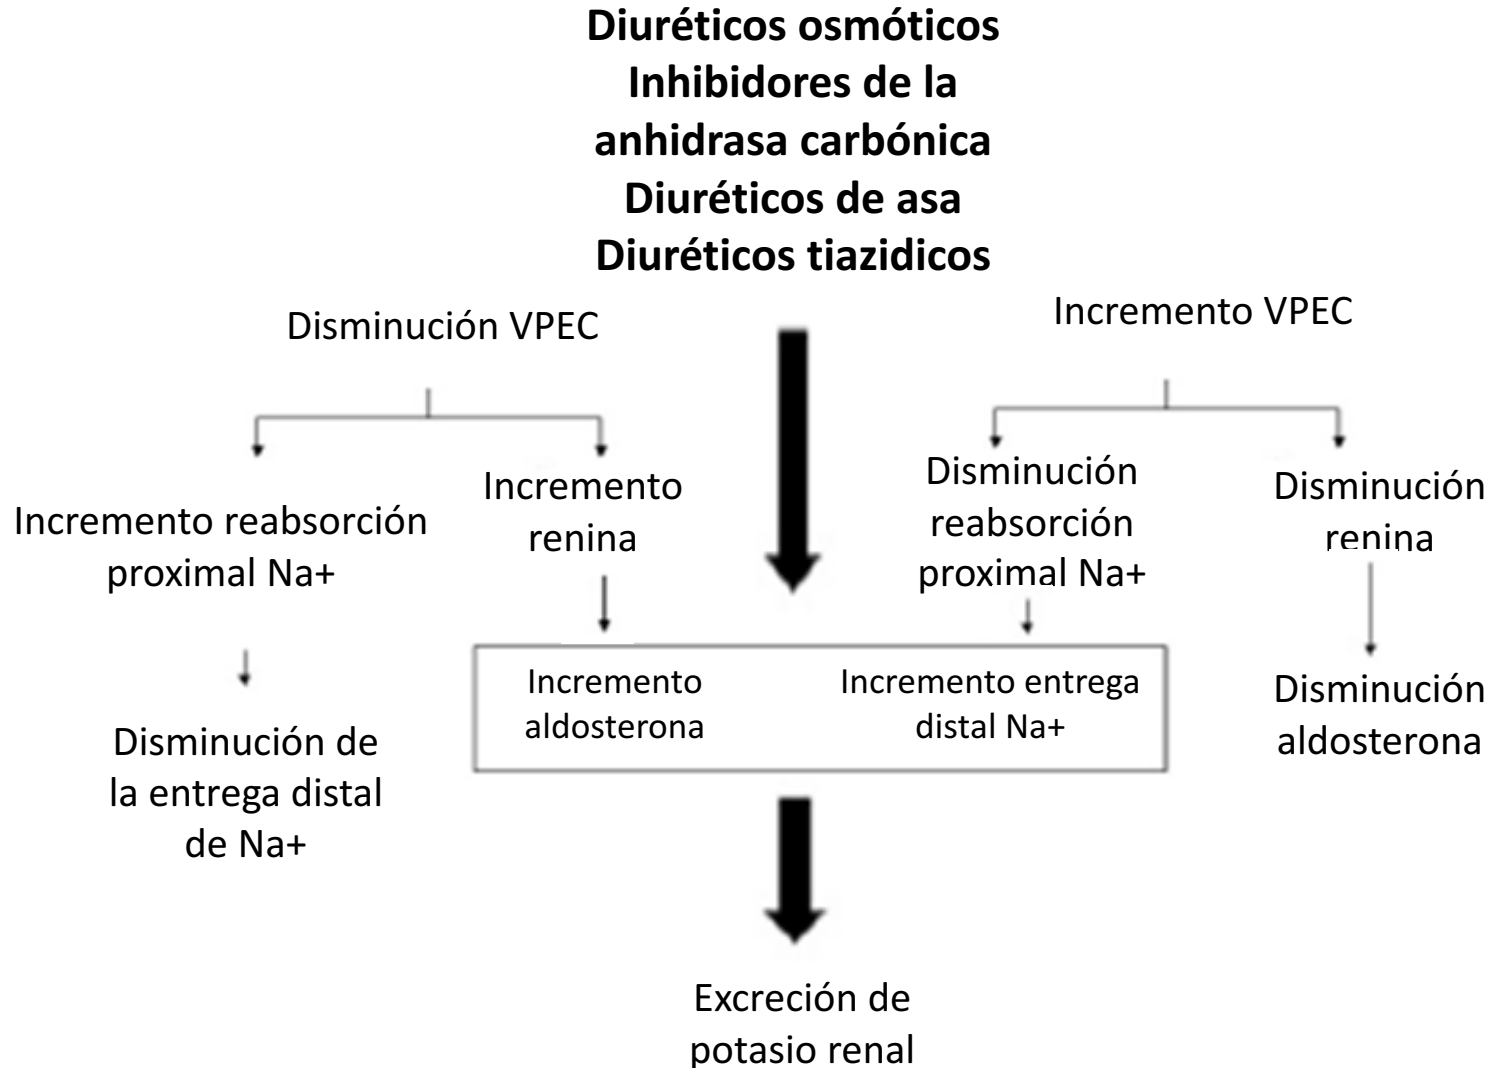 Diuréticos osmóticos
Inhibidores de la
anhidrasa carbónica
Diuréticos de asa
Diuréticos tiazidicos
Disminución VPEC
Incremento VPEC
Incremento reabsorción
proximal Na+
Incremento
renina
Disminución
reabsorción
proximal Na+
Disminución
renina
Disminución de
la entrega distal
de Na+
Incremento
aldosterona
Incremento entrega
distal Na+
Disminución
aldosterona
Excreción de
potasio renal